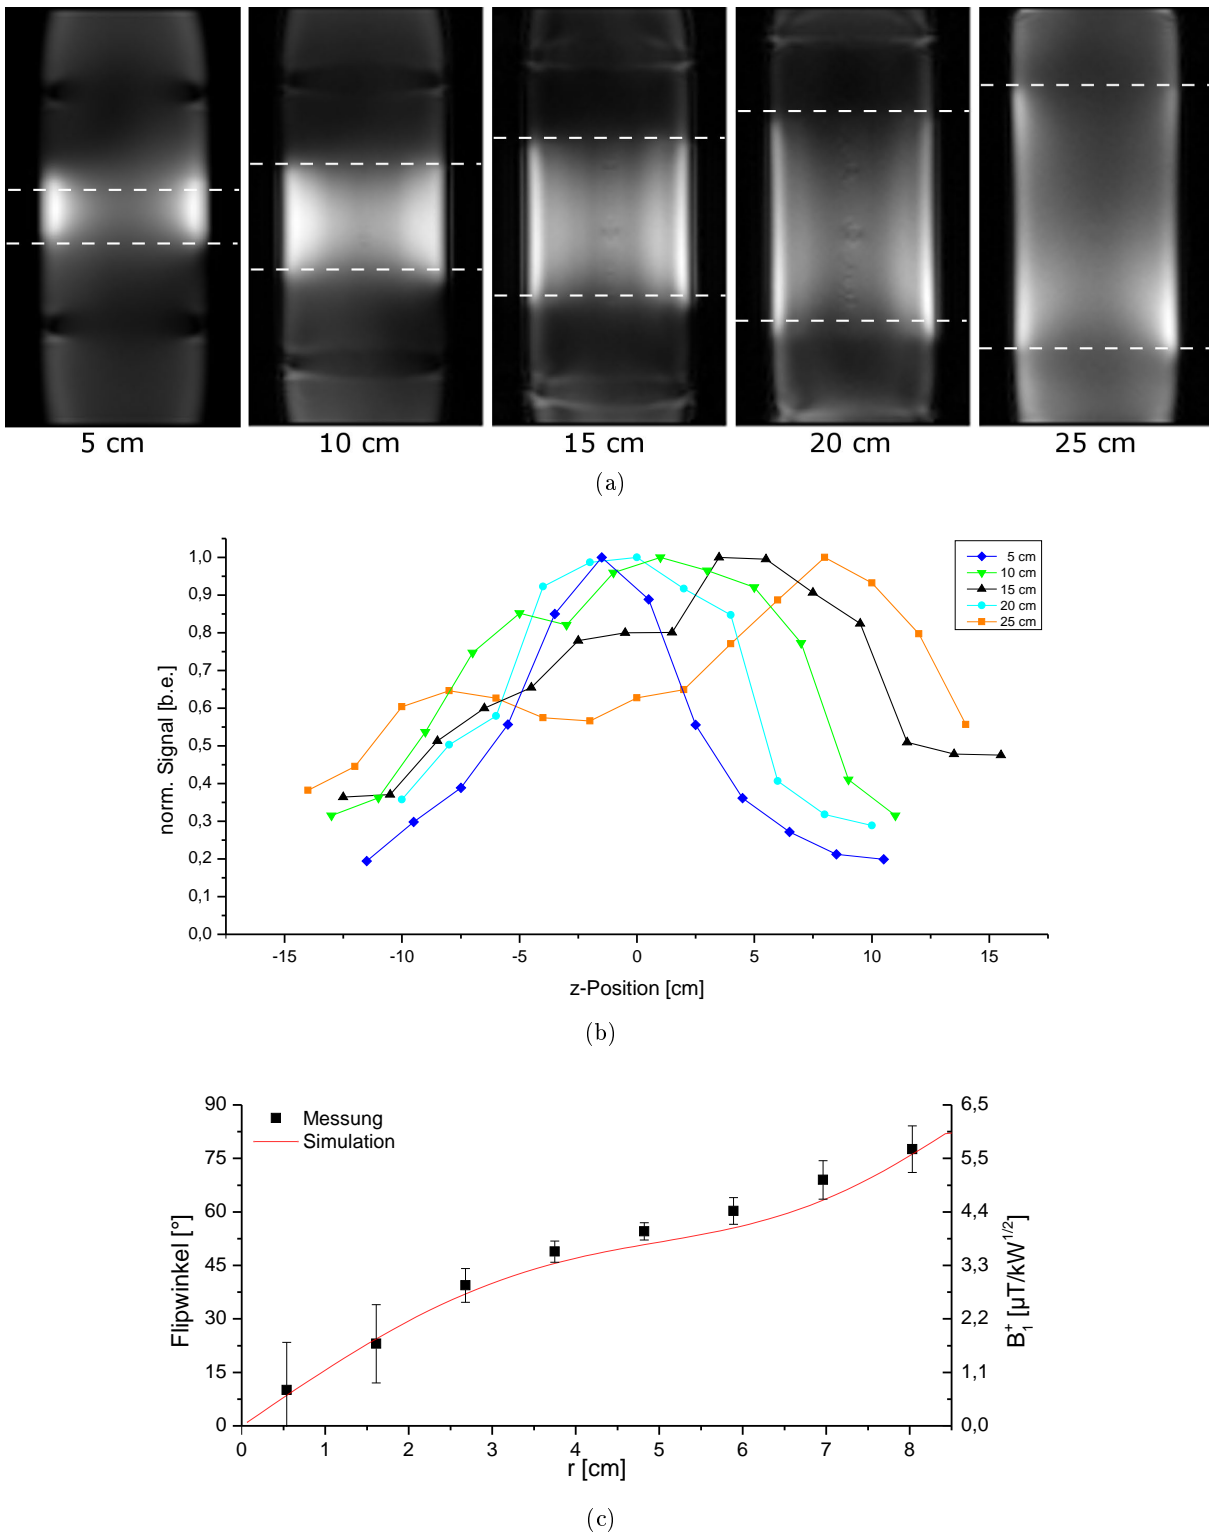 5 cm 10 cm 15 cm 20 cm 25 cm
(a)
1,0
0,9
0,8
0,7
0,6
0,5
0,4
0,3
0,2
0,1
0,0
norm. Signal [b.e.]
5 cm
10 cm
15 cm
20 cm
25 cm
-15 -10 -5 0 5 10 15
z-Position [cm]
(b)
90
75
60
45
30
15
0
Flipwinkel [°]
Messung
Simulation
6,5
5,5
4,4
3,3
2,2
1,1
0,0
B₁⁺ [µT/kW^1/2]
0 1 2 3 4 5 6 7 8
r [cm]
(c)